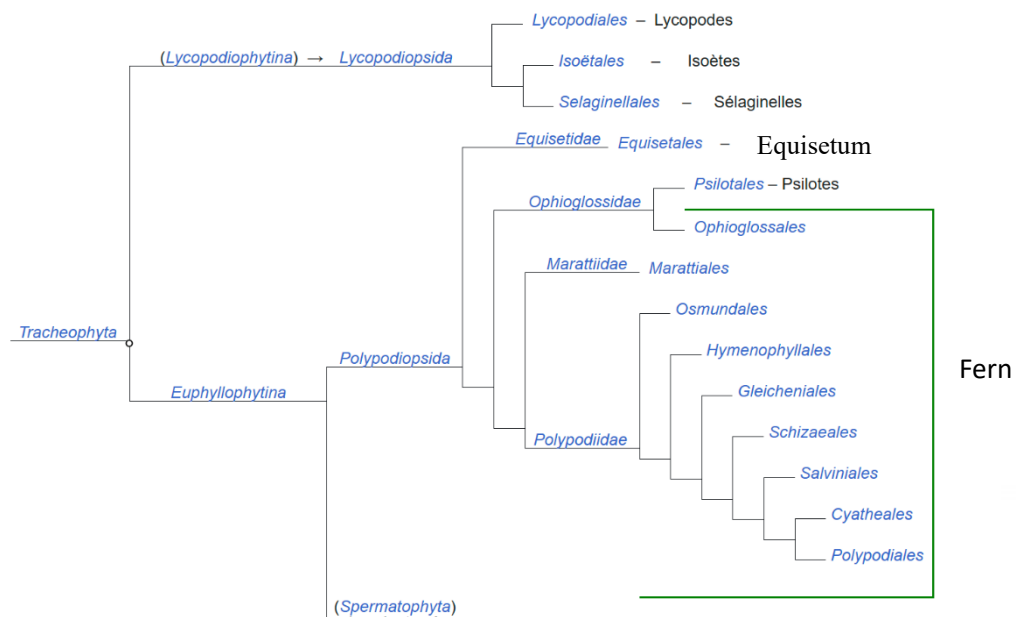 Lycopodiales – Lycopodes
(Lycopodiophytina) → Lycopodiopsida
Isoëtales – Isoètes
Selaginellales – Sélaginelles
Equisetidae Equisetales – Equisetum
Psilotales – Psilotes
Ophioglossidae
Ophioglossales
Marattiidae Marattiales
Osmundales
Tracheophyta
Hymenophyllales
Polypodiopsida
Fern
Euphyllophytina
Gleicheniales
Schizaeales
Polypodiidae
Salviniales
Cyatheales
Polypodiales
(Spermatophyta)